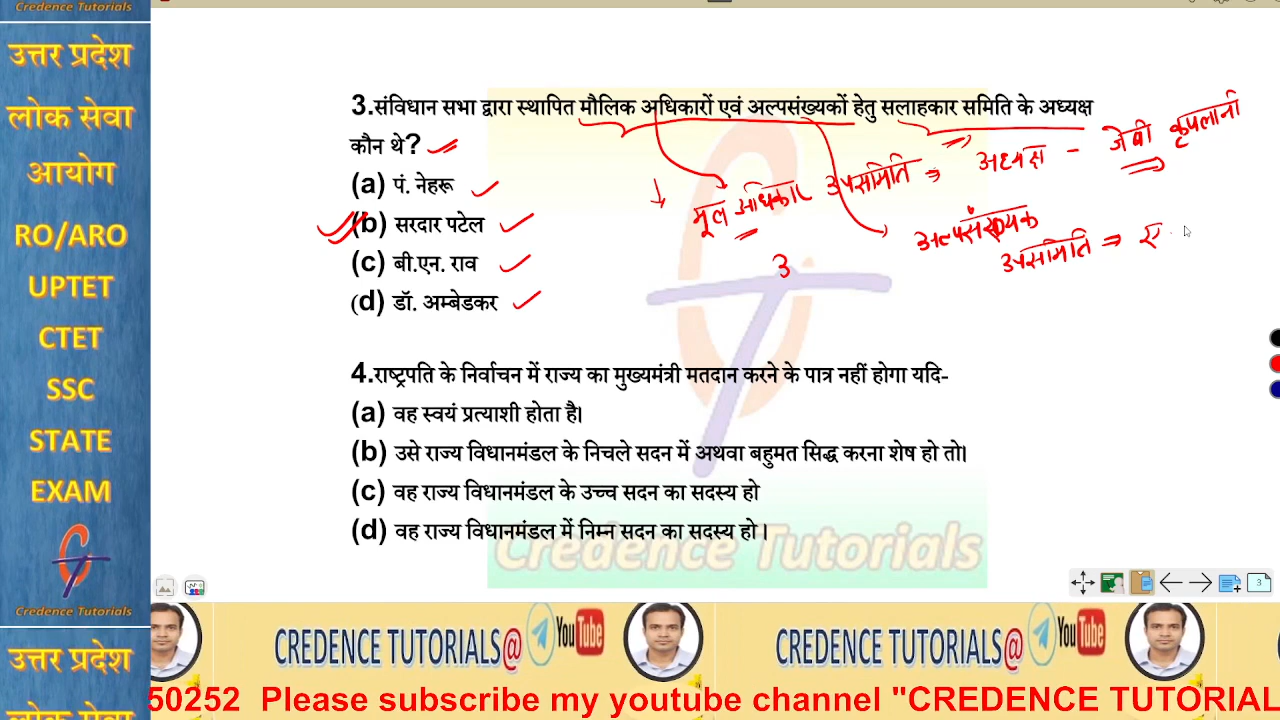 Credence Tutorials
उत्तर प्रदेश
लोक सेवा
आयोग
RO/ARO
UPTET
CTET
SSC
STATE
EXAM
Credence Tutorials
उत्तर प्रदेश
लोक सेवा
3.संविधान सभा द्वारा स्थापित मौलिक अधिकारों एवं अल्पसंख्यकों हेतु सलाहकार समिति के अध्यक्ष
कौन थे?
(a) पं. नेहरू
(b) सरदार पटेल
(c) बी.एन. राव
(d) डॉ. अम्बेडकर
मूल अधिकार उपसमिति ⇒ अध्यक्ष - जेबी कृपलानी
अल्पसंख्यक
उपसमिति ⇒
4.राष्ट्रपति के निर्वाचन में राज्य का मुख्यमंत्री मतदान करने के पात्र नहीं होगा यदि-
(a) वह स्वयं प्रत्याशी होता है।
(b) उसे राज्य विधानमंडल के निचले सदन में अथवा बहुमत सिद्ध करना शेष हो तो।
(c) वह राज्य विधानमंडल के उच्च सदन का सदस्य हो
(d) वह राज्य विधानमंडल में निम्न सदन का सदस्य हो।
Credence Tutorials
3
CREDENCE TUTORIALS@ YouTube CREDENCE TUTORIALS@ YouTube
50252 Please subscribe my youtube channel "CREDENCE TUTORIAL